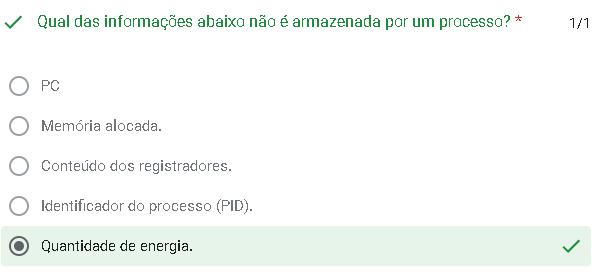 Qual das informações abaixo não é armazenada por um processo? * 1/1
PC
Memória alocada.
Conteúdo dos registradores.
Identificador do processo (PID).
Quantidade de energia.